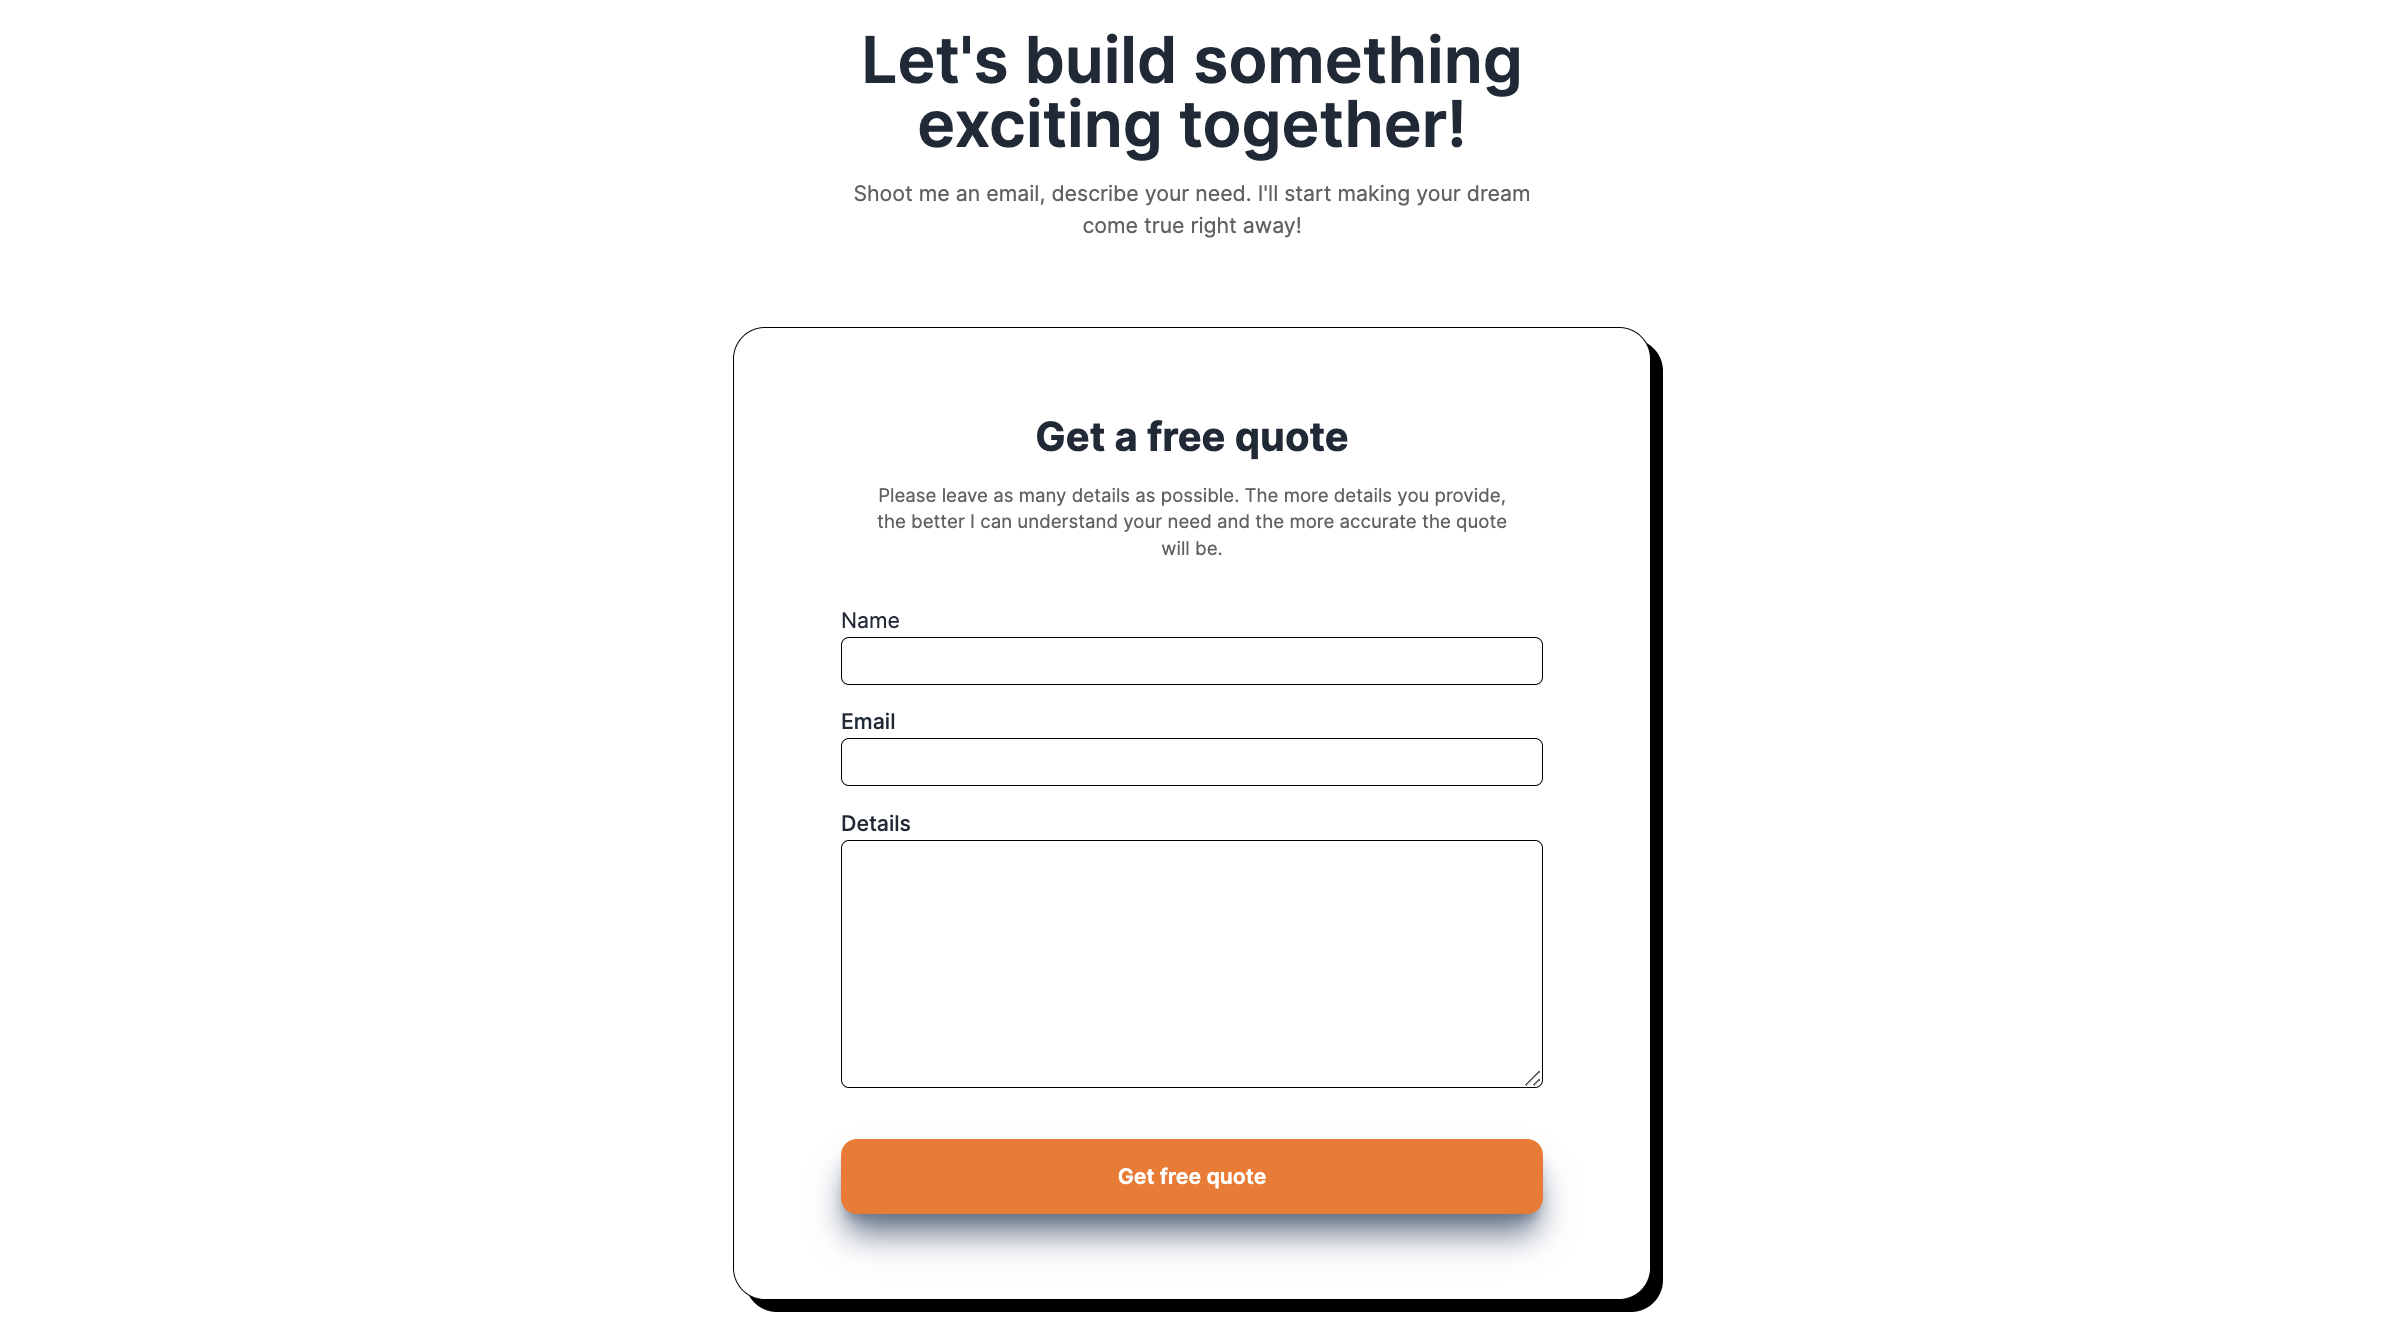 Let's build something
exciting together!
Shoot me an email, describe your need. I'll start making your dream
come true right away!
Get a free quote
Please leave as many details as possible. The more details you provide,
the better I can understand your need and the more accurate the quote
will be.
Name
Email
Details
Get free quote